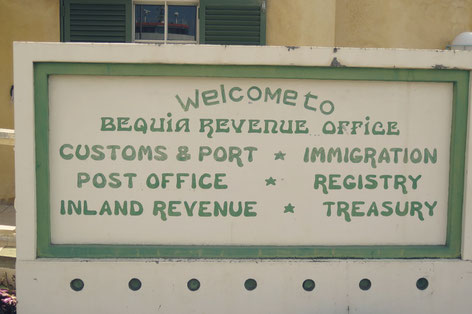 Welcome to
BEQUIA REVENUE OFFICE
CUSTOMS & PORT ★ IMMIGRATION
POST OFFICE ★ REGISTRY
INLAND REVENUE ★ TREASURY